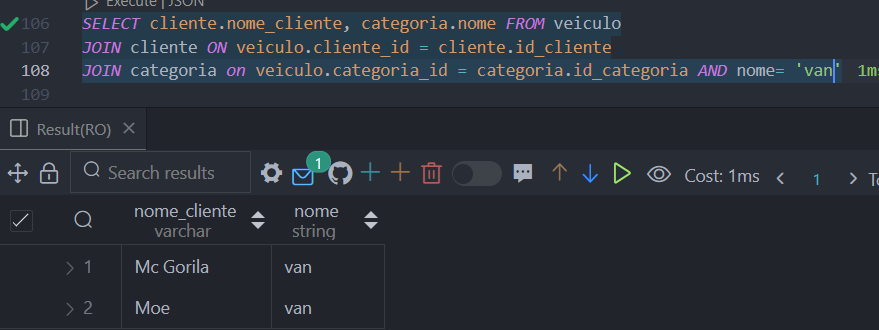 Execute | JSON
106 SELECT cliente.nome_cliente, categoria.nome FROM veiculo
107 JOIN cliente ON veiculo.cliente_id = cliente.id_cliente
108 JOIN categoria on veiculo.categoria_id = categoria.id_categoria AND nome= 'van' 1ms
109
Result(RO)
Search results 1 Cost: 1ms 1 To
nome_cliente nome
varchar string
1 Mc Gorila van
2 Moe van